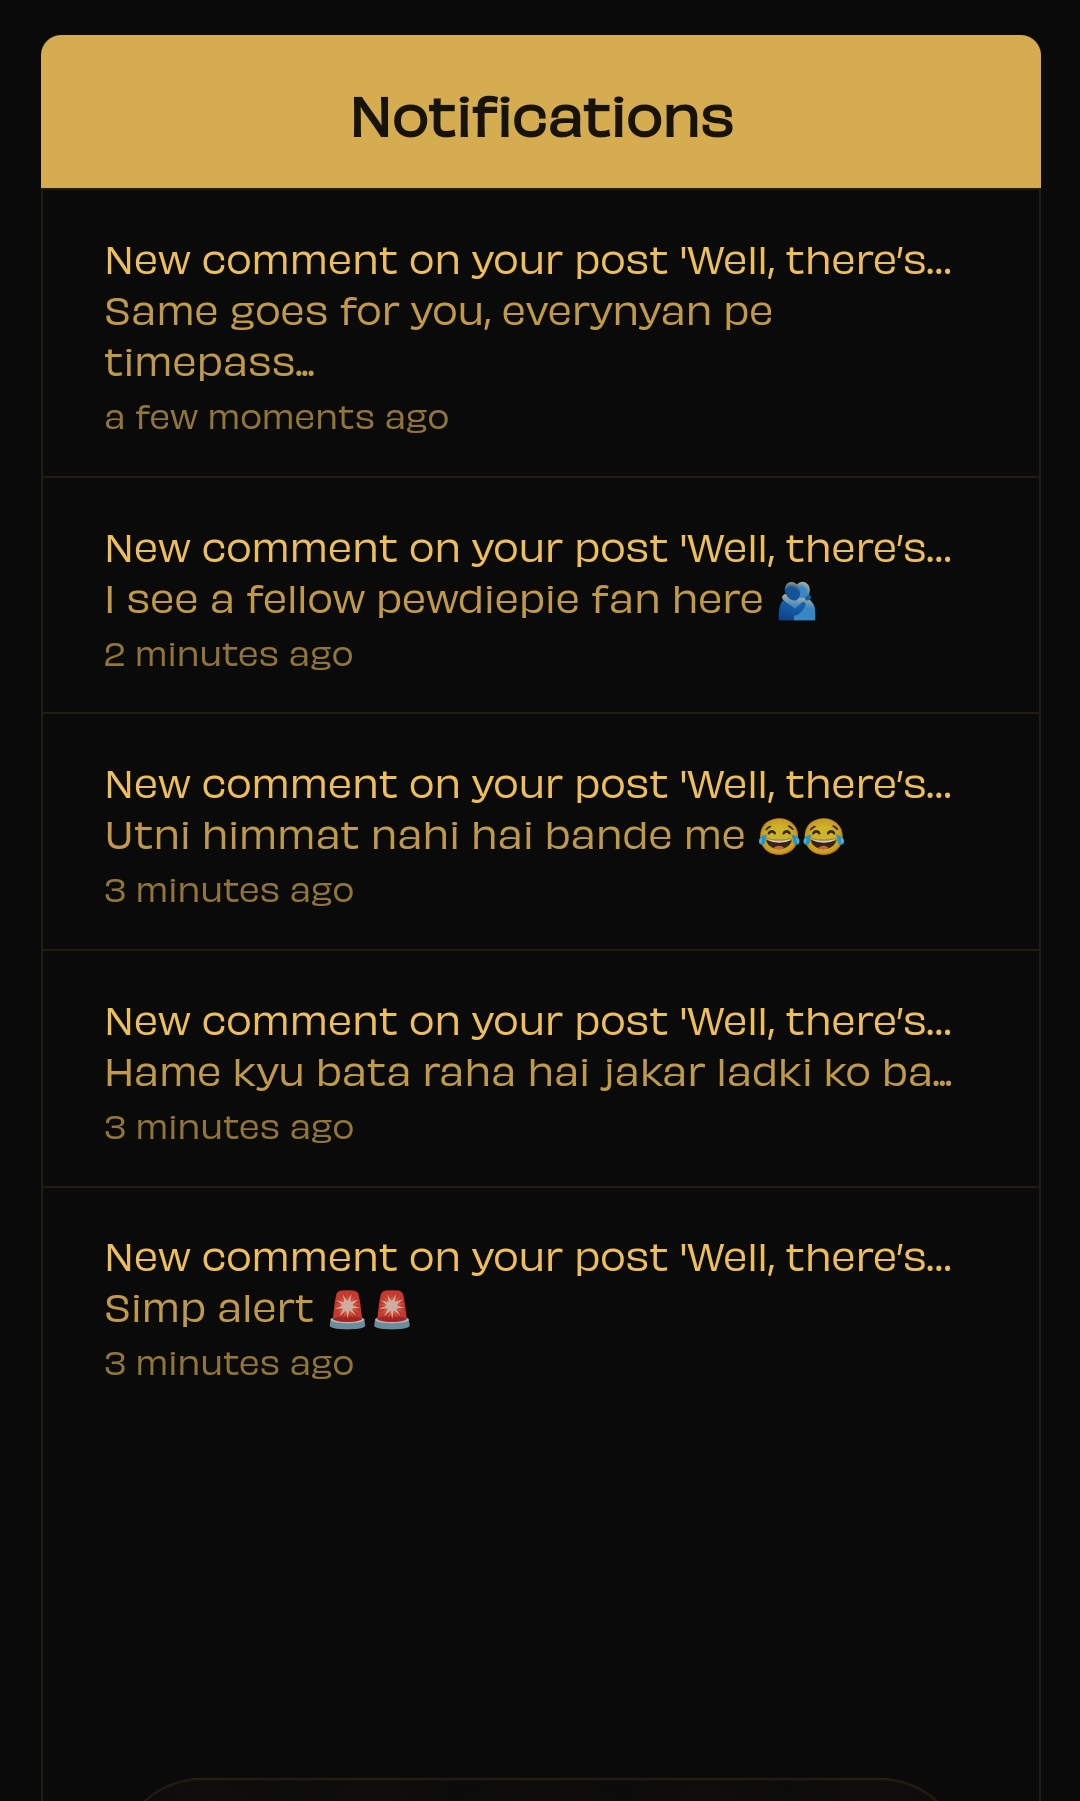 Notifications
New comment on your post 'Well, there's...
Same goes for you, everynyan pe
timepass...
a few moments ago
New comment on your post 'Well, there's...
I see a fellow pewdiepie fan here 🫂
2 minutes ago
New comment on your post 'Well, there's...
Utni himmat nahi hai bande me 😂😂
3 minutes ago
New comment on your post 'Well, there's...
Hame kyu bata raha hai jakar ladki ko ba...
3 minutes ago
New comment on your post 'Well, there's...
Simp alert 🚨🚨
3 minutes ago